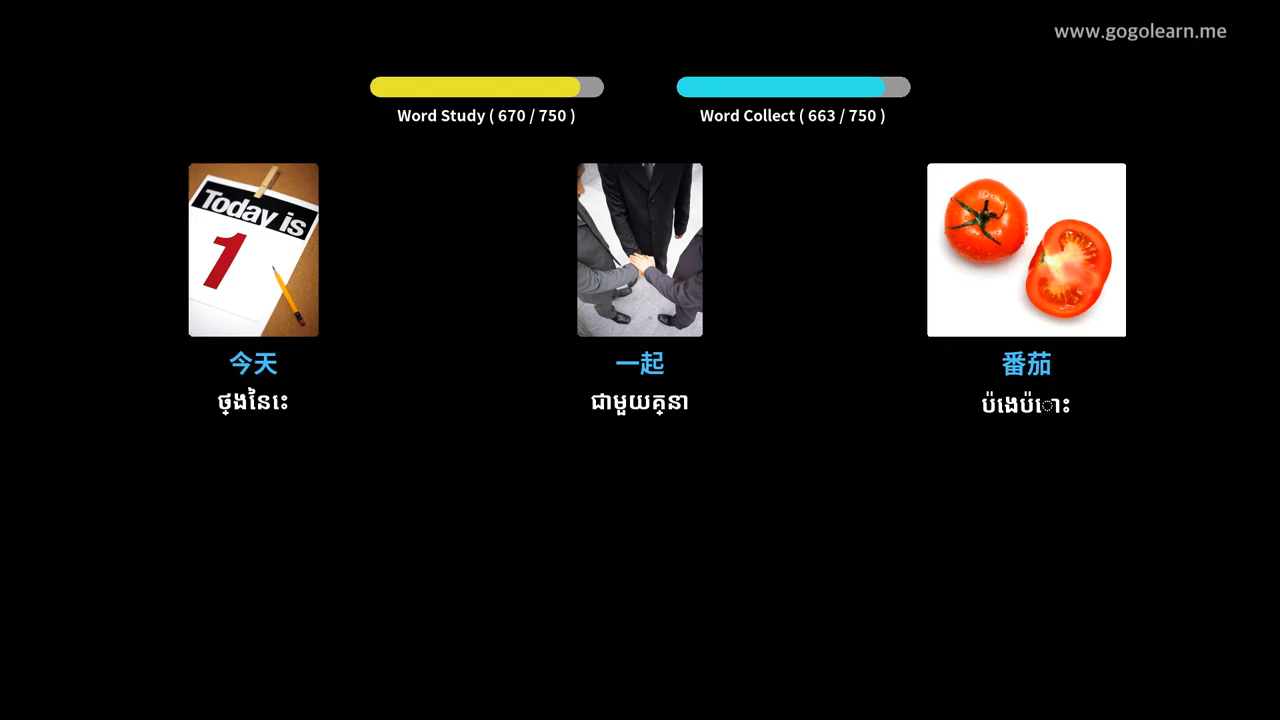 www.gogolearn.me
Word Study ( 670 / 750 )
Word Collect ( 663 / 750 )
Today is
1
今天
一起
番茄
ថ្ងៃនេះ
ជាមួយគ្នា
ប៉េងប៉ោះ